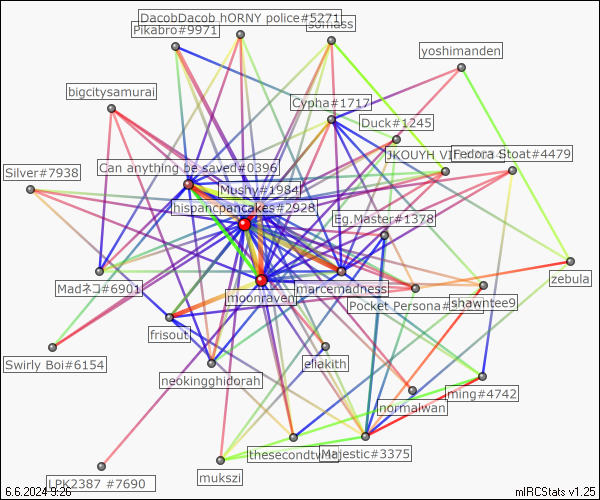 DacobDacob hORNY police#5271
somass
Pikabro#9971
yoshimanden
bigcitysamurai
Cypha#1717
Duck#1245
JKOUYH
Fedora Stoat#4479
Silver#7938
Can anything be saved#0396
Mushy#1984
hispancpancakes#2928
Eg.Master#1378
Madネコ#6901
moonraven
marcemadness
Pocket Persona#
shawntee9
zebula
frisout
Swirly Boi#6154
neokingghidorah
eliakith
ming#4742
normalwan
thesecondtwin
Majestic#3375
mukszi
LPK2387 #7690
6.6.2024 9:26
mIRCStats v1.25